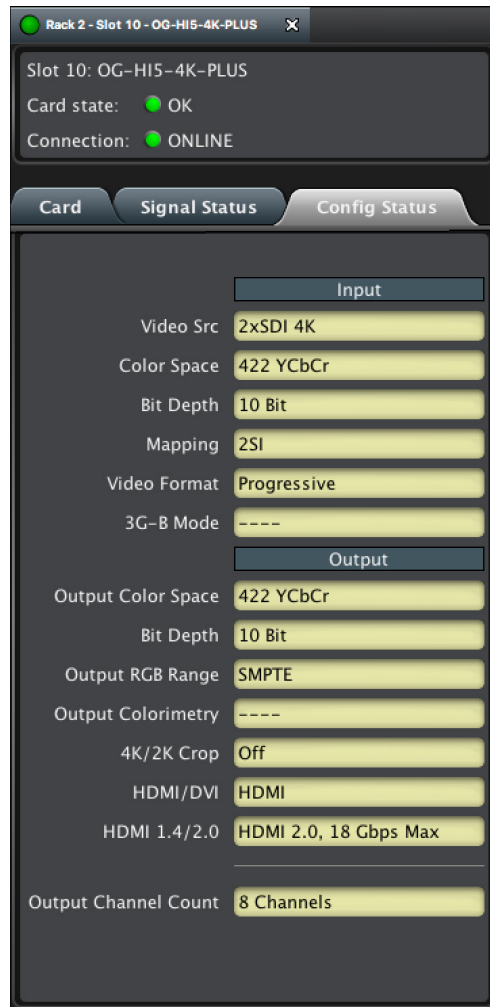 Rack 2 - Slot 10 - OG-HI5-4K-PLUS X
Slot 10: OG-HI5-4K-PLUS
Card state: OK
Connection: ONLINE
Card Signal Status Config Status
Input
Video Src 2xSDI 4K
Color Space 422 YCbCr
Bit Depth 10 Bit
Mapping 2SI
Video Format Progressive
3G-B Mode ----
Output
Output Color Space 422 YCbCr
Bit Depth 10 Bit
Output RGB Range SMPTE
Output Colorimetry ----
4K/2K Crop Off
HDMI/DVI HDMI
HDMI 1.4/2.0 HDMI 2.0, 18 Gbps Max
Output Channel Count 8 Channels